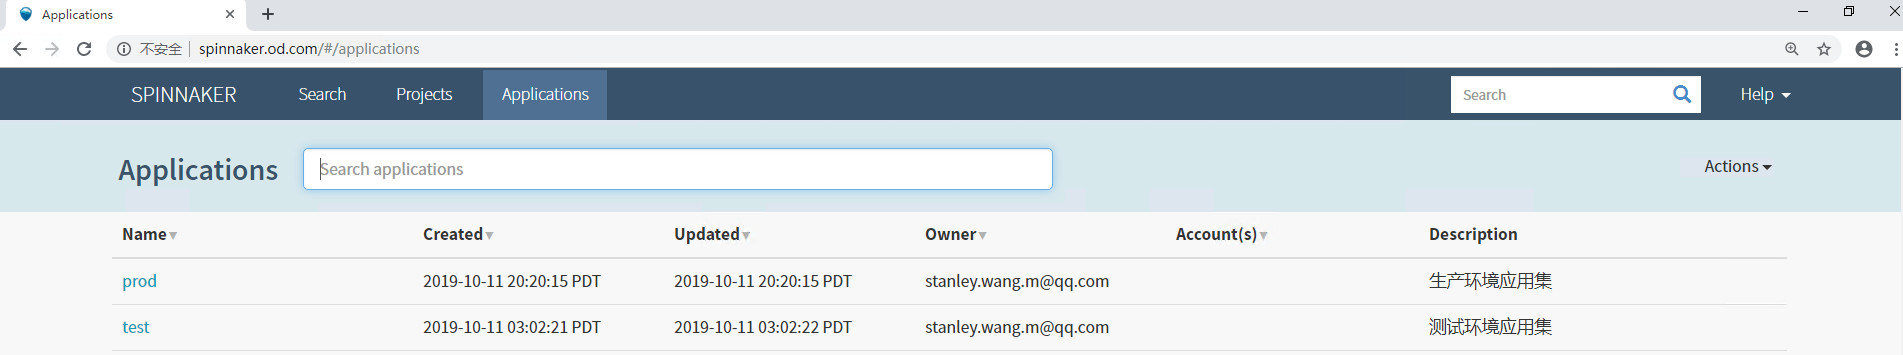 Applications
不安全 spinnaker.od.com/#/applications
SPINNAKER Search Projects Applications Search Help
Applications Search applications Actions
Name Created Updated Owner Account(s) Description
prod 2019-10-11 20:20:15 PDT 2019-10-11 20:20:15 PDT stanley.wang.m@qq.com 生产环境应用集
test 2019-10-11 03:02:21 PDT 2019-10-11 03:02:22 PDT stanley.wang.m@qq.com 测试环境应用集